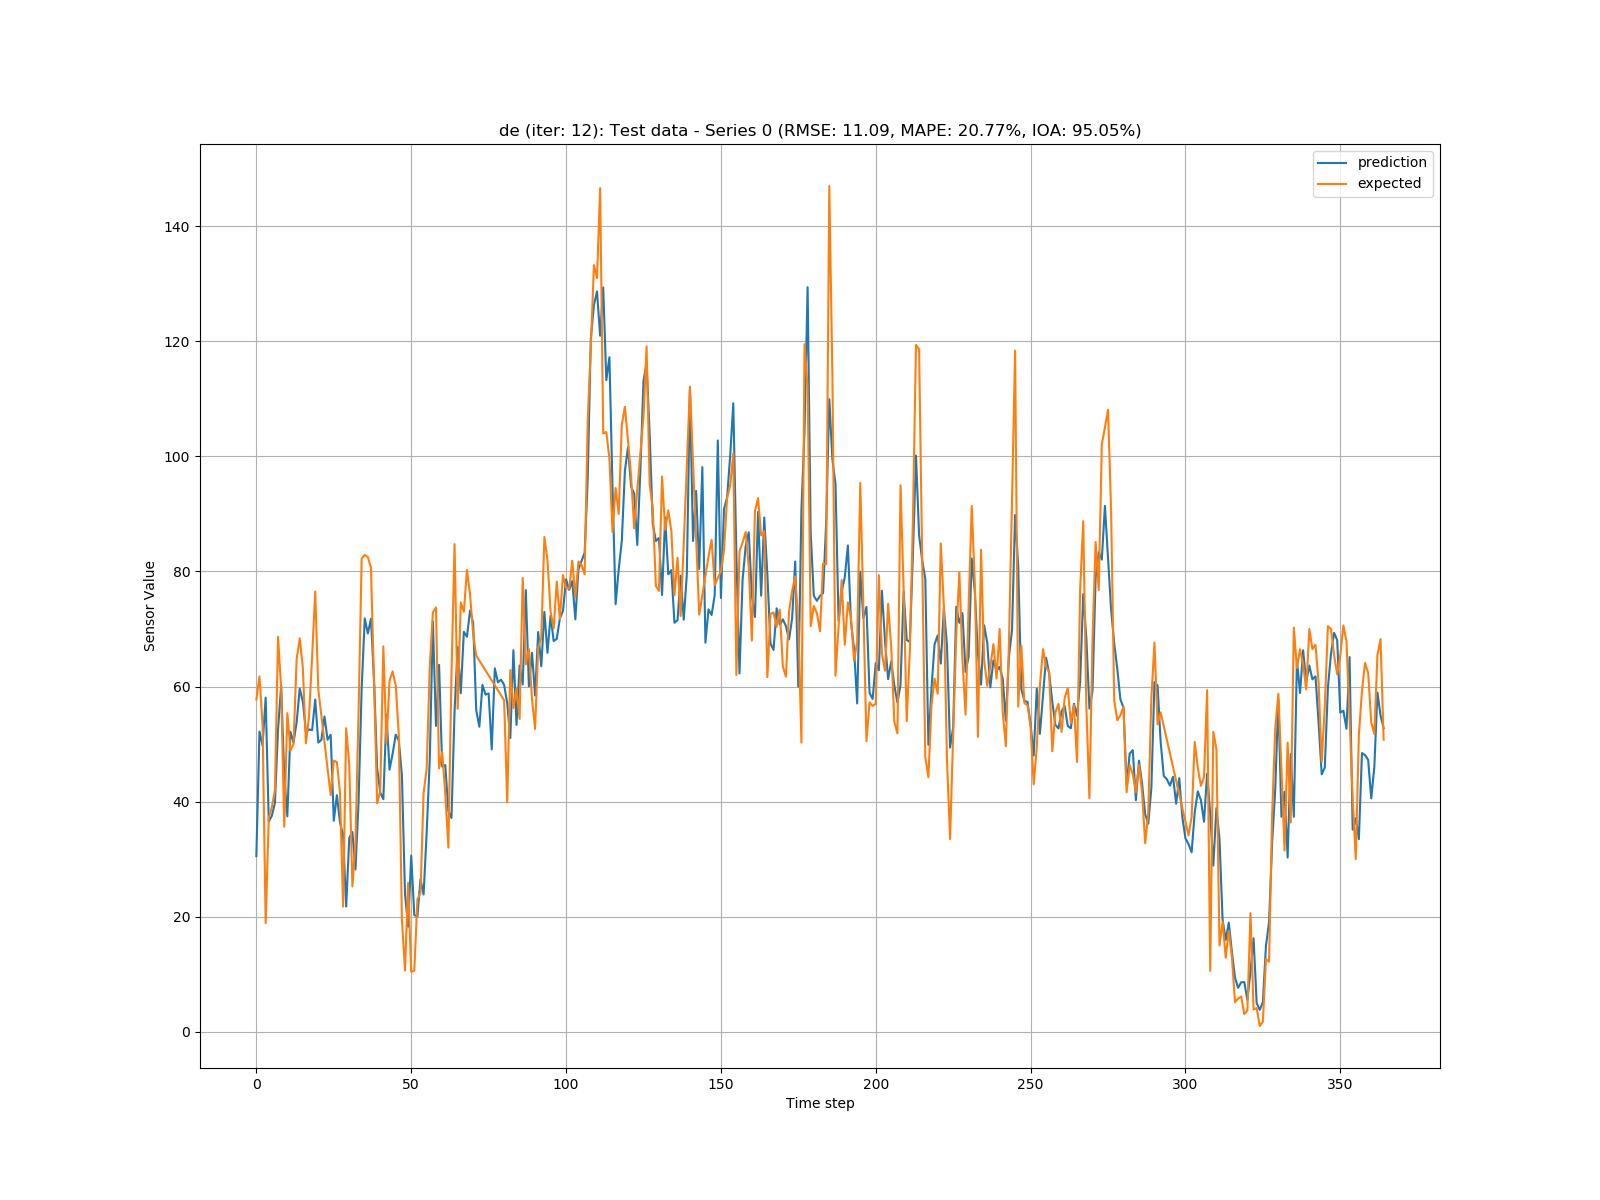 de (iter: 12): Test data - Series 0 (RMSE: 11.09, MAPE: 20.77%, IOA: 95.05%)
prediction
expected
Sensor Value
140
120
100
80
60
40
20
0
0 50 100 150 200 250 300 350
Time step